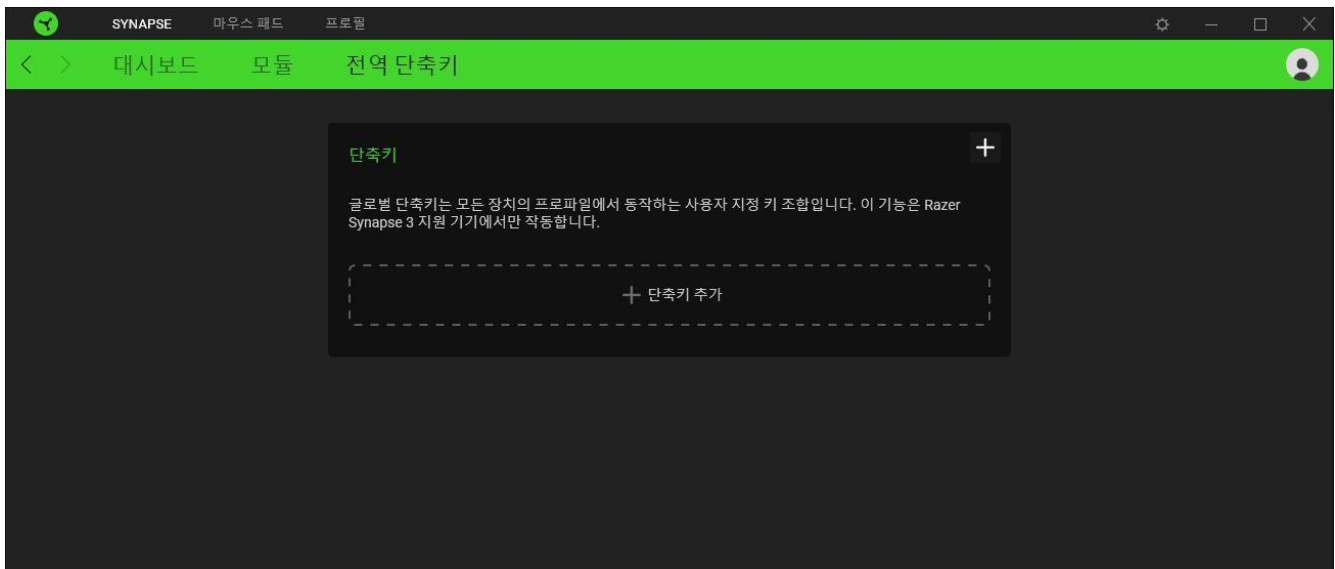 SYNAPSE 마우스 패드 프로필
대시보드 모듈 전역 단축키
단축키
글로벌 단축키는 모든 장치의 프로파일에서 동작하는 사용자 지정 키 조합입니다. 이 기능은 Razer
Synapse 3 지원 기기에서만 작동합니다.
단축키 추가